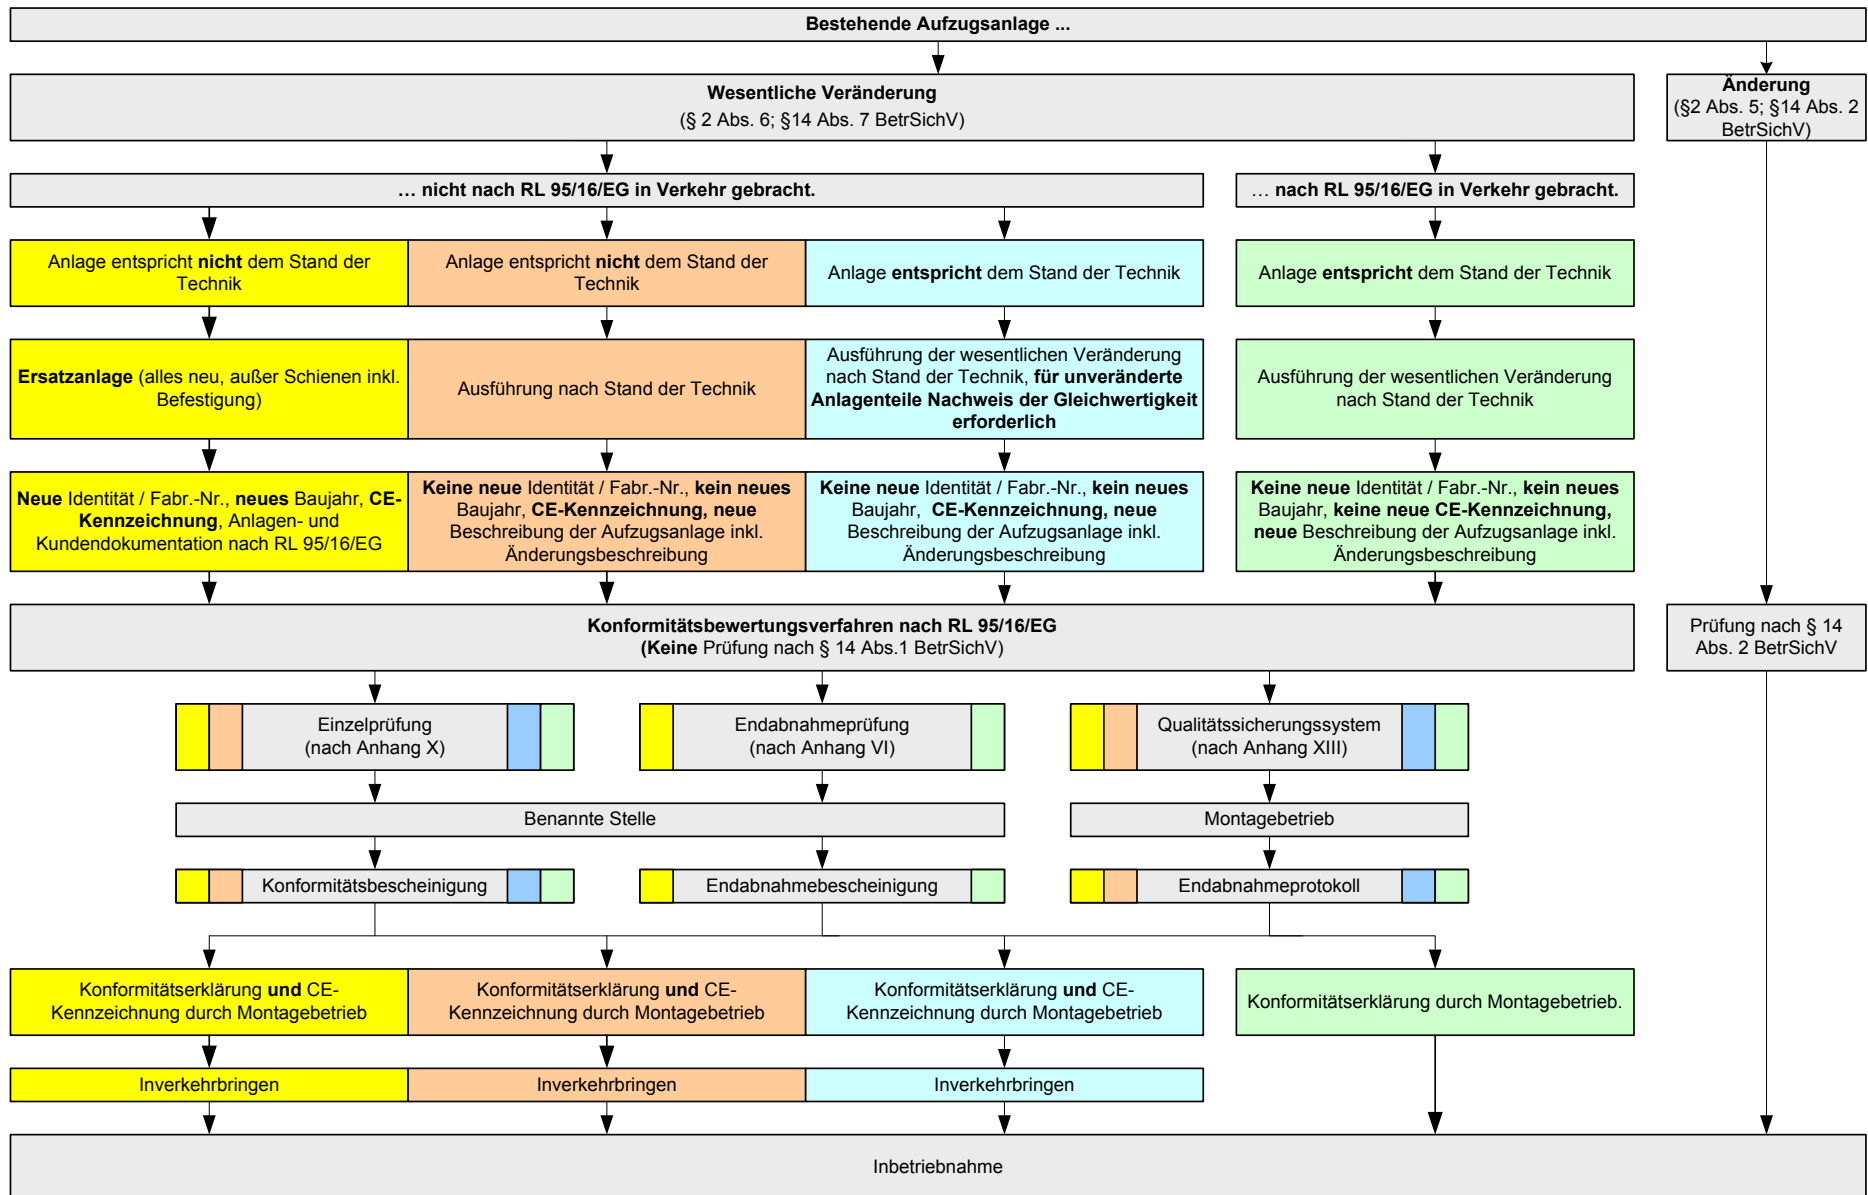 Bestehende Aufzugsanlage ...
Wesentliche Veränderung
(§ 2 Abs. 6; §14 Abs. 7 BetrSichV)
Änderung
(§2 Abs. 5; §14 Abs. 2
BetrSichV)
… nicht nach RL 95/16/EG in Verkehr gebracht.
… nach RL 95/16/EG in Verkehr gebracht.
Anlage entspricht nicht dem Stand der
Technik
Anlage entspricht nicht dem Stand der
Technik
Anlage entspricht dem Stand der Technik
Anlage entspricht dem Stand der Technik
Ersatzanlage (alles neu, außer Schienen inkl.
Befestigung)
Ausführung nach Stand der Technik
Ausführung der wesentlichen Veränderung
nach Stand der Technik, für unveränderte
Anlagenteile Nachweis der Gleichwertigkeit
erforderlich
Ausführung der wesentlichen Veränderung
nach Stand der Technik
Neue Identität / Fabr.-Nr., neues Baujahr, CE-
Kennzeichnung, Anlagen- und
Kundendokumentation nach RL 95/16/EG
Keine neue Identität / Fabr.-Nr., kein neues
Baujahr, CE-Kennzeichnung, neue
Beschreibung der Aufzugsanlage inkl.
Änderungsbeschreibung
Keine neue Identität / Fabr.-Nr., kein neues
Baujahr, CE-Kennzeichnung, neue
Beschreibung der Aufzugsanlage inkl.
Änderungsbeschreibung
Keine neue Identität / Fabr.-Nr., kein neues
Baujahr, keine neue CE-Kennzeichnung,
neue Beschreibung der Aufzugsanlage inkl.
Änderungsbeschreibung
Konformitätsbewertungsverfahren nach RL 95/16/EG
(Keine Prüfung nach § 14 Abs.1 BetrSichV)
Prüfung nach § 14
Abs. 2 BetrSichV
Einzelprüfung
(nach Anhang X)
Endabnahmeprüfung
(nach Anhang VI)
Qualitätssicherungssystem
(nach Anhang XIII)
Benannte Stelle
Montagebetrieb
Konformitätsbescheinigung
Endabnahmebescheinigung
Endabnahmeprotokoll
Konformitätserklärung und CE-
Kennzeichnung durch Montagebetrieb
Konformitätserklärung und CE-
Kennzeichnung durch Montagebetrieb
Konformitätserklärung und CE-
Kennzeichnung durch Montagebetrieb
Konformitätserklärung durch Montagebetrieb.
Inverkehrbringen
Inverkehrbringen
Inverkehrbringen
Inbetriebnahme